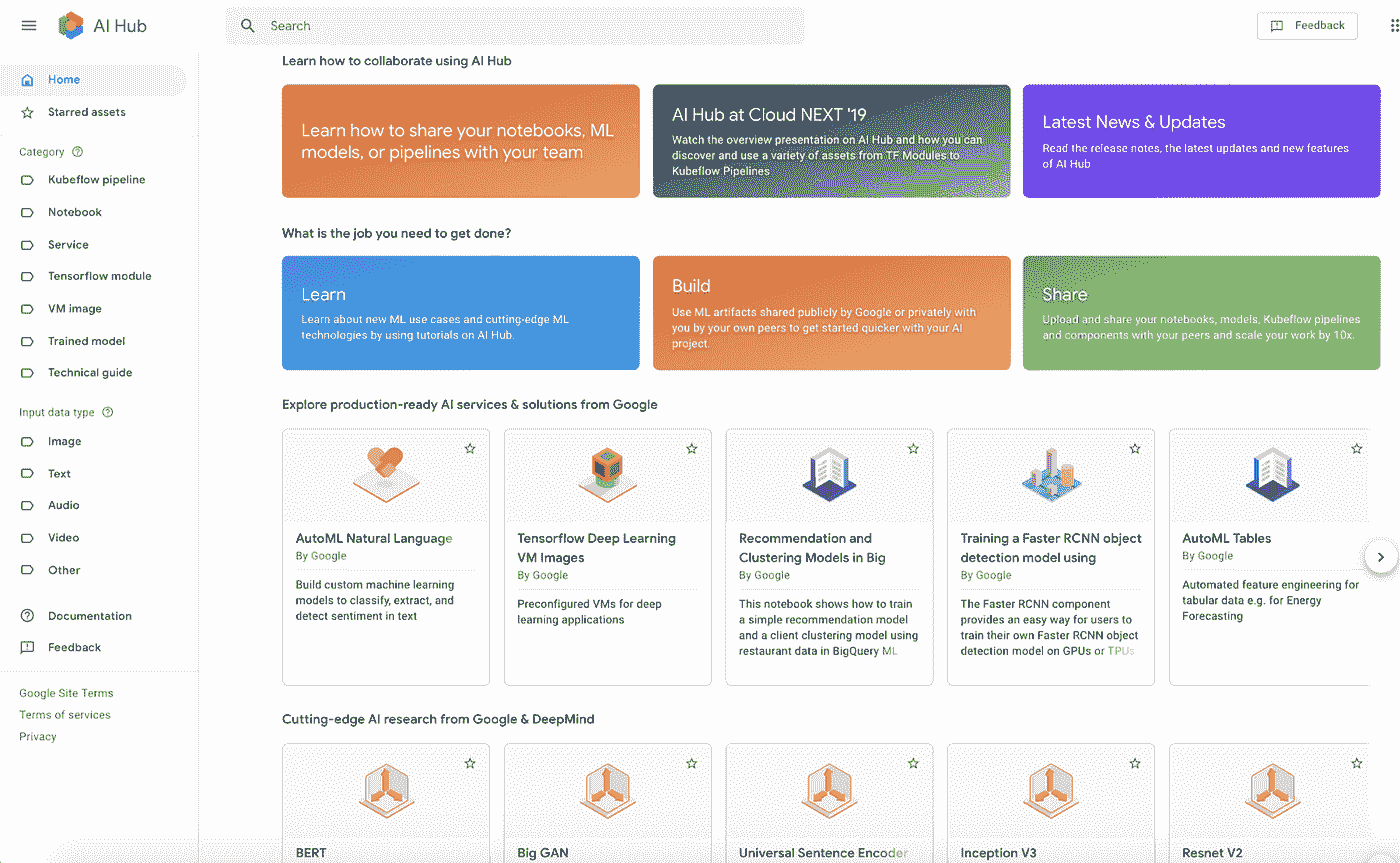 AI Hub
Search
Feedback
Home
Starred assets
Category
Kubeflow pipeline
Notebook
Service
Tensorflow module
VM image
Trained model
Technical guide
Input data type
Image
Text
Audio
Video
Other
Documentation
Feedback
Google Site Terms
Terms of services
Privacy
Learn how to collaborate using AI Hub
Learn how to share your notebooks, ML
models, or pipelines with your team
AI Hub at Cloud NEXT '19
Watch the overview presentation on AI Hub and how you can
discover and use a variety of assets from TF Modules to
Kubeflow Pipelines
Latest News & Updates
Read the release notes, the latest updates and new features
of AI Hub
What is the job you need to get done?
Learn
Learn about new ML use cases and cutting-edge ML
technologies by using tutorials on AI Hub.
Build
Use ML artifacts shared publicly by Google or privately with
you by your own peers to get started quicker with your AI
project.
Share
Upload and share your notebooks, models, Kubeflow pipelines
and components with your peers and scale your work by 10x.
Explore production-ready AI services & solutions from Google
AutoML Natural Language
By Google
Build custom machine learning
models to classify, extract, and
detect sentiment in text
Tensorflow Deep Learning
VM Images
By Google
Preconfigured VMs for deep
learning applications
Recommendation and
Clustering Models in Big
By Google
This notebook shows how to train
a simple recommendation model
and a client clustering model using
restaurant data in BigQuery ML
Training a Faster RCNN object
detection model using
By Google
The Faster RCNN component
provides an easy way for users to
train their own Faster RCNN object
detection model on GPUs or TPUs
AutoML Tables
By Google
Automated feature engineering for
tabular data e.g. for Energy
Forecasting
Cutting-edge AI research from Google & DeepMind
BERT
Big GAN
Universal Sentence Encoder
Inception V3
Resnet V2